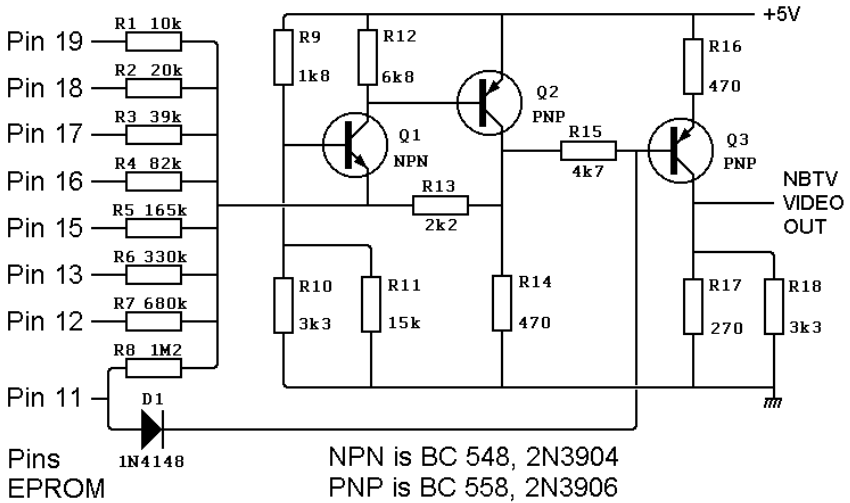 Pin 19
R1 10k
Pin 18
R2 20k
Pin 17
R3 39k
Pin 16
R4 82k
Pin 15
R5 165k
Pin 13
R6 330k
Pin 12
R7 680k
R8 1M2
Pin 11
D1
1N4148
Pins
EPROM
R9
1k8
R12
6k8
Q1
NPN
Q2
PNP
R13
2k2
R10
3k3
R11
15k
R14
470
R15
4k7
+5V
R16
470
Q3
PNP
NBTV
VIDEO
OUT
R17
270
R18
3k3
NPN is BC 548, 2N3904
PNP is BC 558, 2N3906